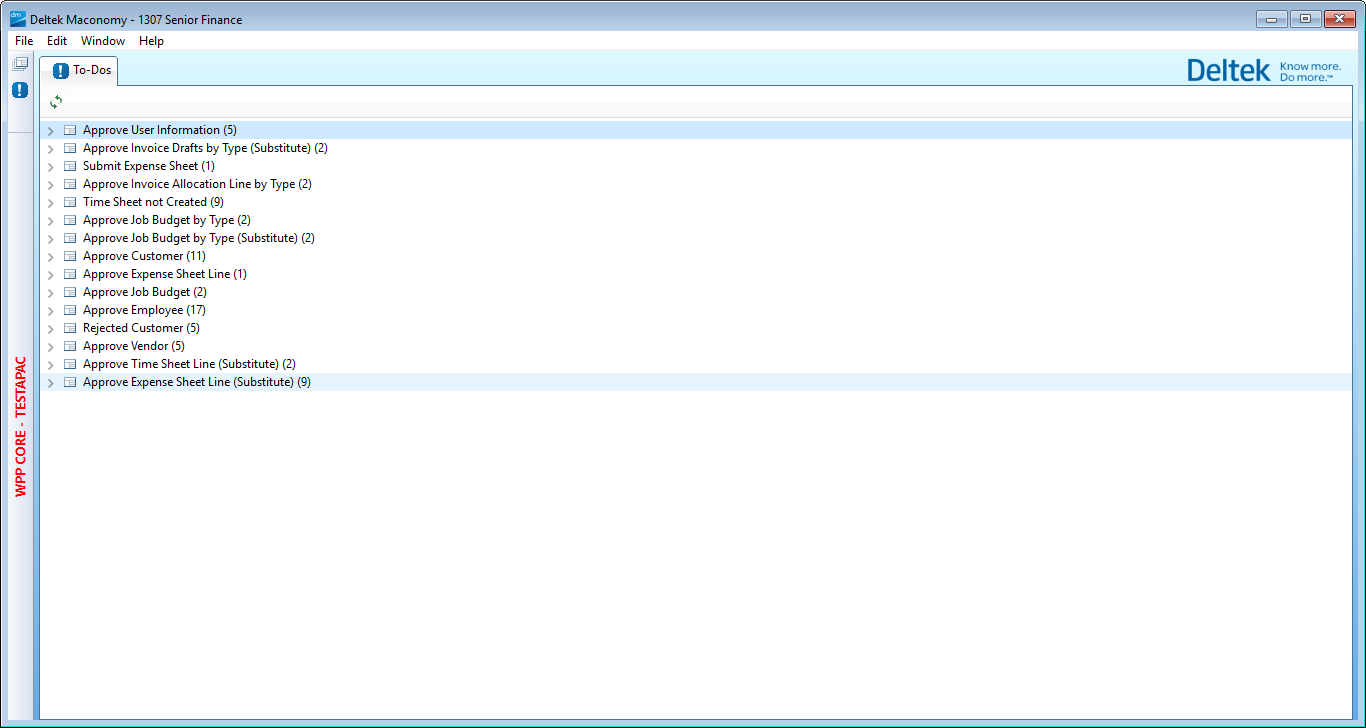 Deltek Maconomy - 1307 Senior Finance
File Edit Window Help
To-Dos
Deltek Know more.
Do more.™
Approve User Information (5)
Approve Invoice Drafts by Type (Substitute) (2)
Submit Expense Sheet (1)
Approve Invoice Allocation Line by Type (2)
Time Sheet not Created (9)
Approve Job Budget by Type (2)
Approve Job Budget by Type (Substitute) (2)
Approve Customer (11)
Approve Expense Sheet Line (1)
Approve Job Budget (2)
Approve Employee (17)
Rejected Customer (5)
Approve Vendor (5)
Approve Time Sheet Line (Substitute) (2)
Approve Expense Sheet Line (Substitute) (9)
WPP CORE - TESTAPAC